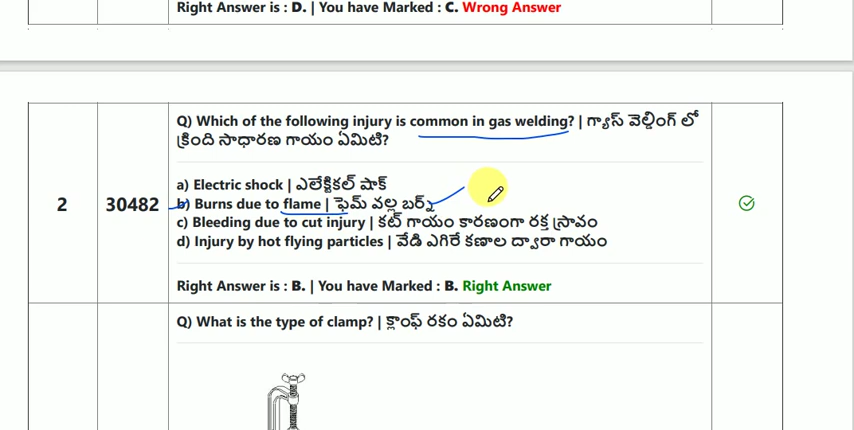 Right Answer is : D. | You have Marked : C. Wrong Answer
2
30482
Q) Which of the following injury is common in gas welding? | గ్యాస్ వెల్డింగ్ లో
క్రింది సాధారణ గాయం ఏమిటి?
a) Electric shock | ఎలేక్ట్రికల్ షాక్
b) Burns due to flame | ఫ్లెమ్ వల్ల బర్న్
c) Bleeding due to cut injury | కట్ గాయం కారణంగా రక్త స్రావం
d) Injury by hot flying particles | వేడి ఎగిరే కణాల ద్వారా గాయం
Right Answer is : B. | You have Marked : B. Right Answer
Q) What is the type of clamp? | క్లాంఫ్ రకం ఏమిటి?